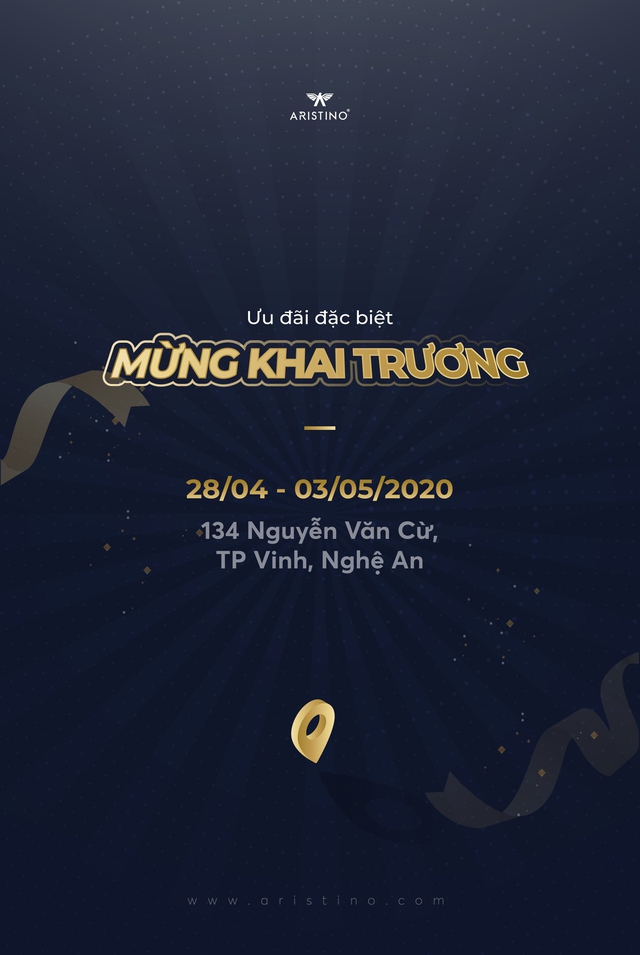 ARISTINO®
Ưu đãi đặc biệt
MỪNG KHAI TRƯƠNG
28/04 - 03/05/2020
134 Nguyễn Văn Cừ,
TP Vinh, Nghệ An
www.aristino.com